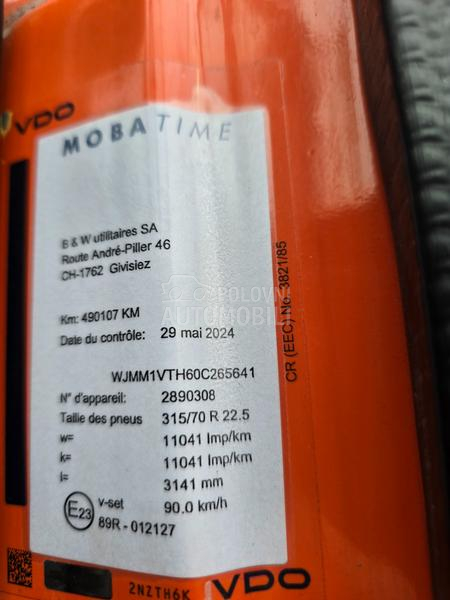 VDO
MOBATIME
B & W utilitaires SA
Route André-Piller 46
CH-1762 Givisiez
POLOVNI
AUTOMOBILI
Km: 490107 KM
Date du contrôle: 29 mai 2024
WJMM1VTH60C265641
N° d'appareil: 2890308
Taille des pneus 315/70 R 22.5
w= 11041 Imp/km
k= 11041 Imp/km
l= 3141 mm
E23 v-set 90.0 km/h
89R - 012127
CR (EEC) No. 3821/85
2NZTH6K
VDO